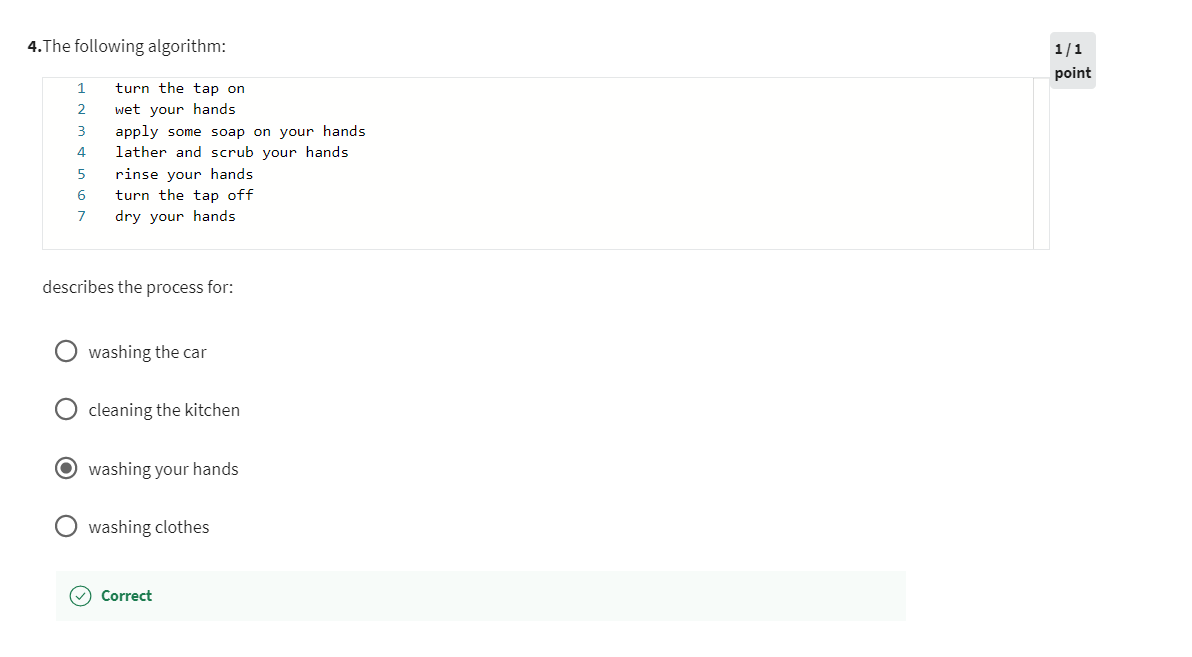 4.The following algorithm:
1/1
point
1 turn the tap on
2 wet your hands
3 apply some soap on your hands
4 lather and scrub your hands
5 rinse your hands
6 turn the tap off
7 dry your hands
describes the process for:
washing the car
cleaning the kitchen
washing your hands
washing clothes
Correct